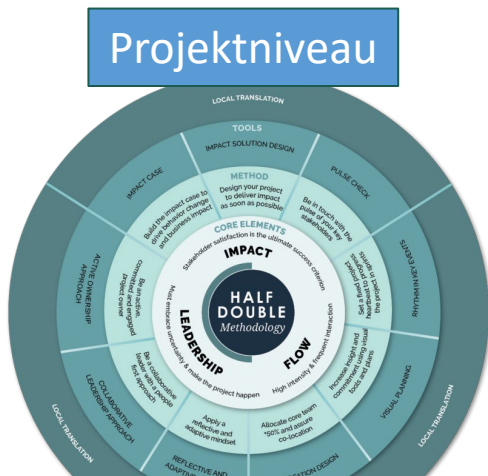 Projektniveau
LOCAL TRANSLATION
TOOLS
IMPACT SOLUTION DESIGN
IMPACT CASE
PULSE CHECK
METHOD
Design your project
to deliver impact
as soon as possible
Build the impact case to
drive behavior change
and business impact
Be in touch with the
pulse of your key
stakeholders
CORE ELEMENTS
Stakeholder satisfaction is the ultimate success criterion
IMPACT
ACTIVE OWNERSHIP
APPROACH
Be an active,
committed and engaged
project owner
HALF
DOUBLE
Methodology
Set a fixed project
heartbeat to progress
the project in sprints
RHYTHM IN KEY EVENTS
LEADERSHIP
Must embrace uncertainty & make the project happen
FLOW
High intensity & frequent interaction
COLLABORATIVE
LEADERSHIP APPROACH
Be a collaborative
leader with a people
first approach
Increase insight and
commitment using visual
tools and plans
VISUAL PLANNING
LOCAL TRANSLATION
LOCAL TRANSLATION
Apply a
reflective and
adaptive mindset
Allocate core team
+50% and assure
co-location
REFLECTIVE AND
DESIGN